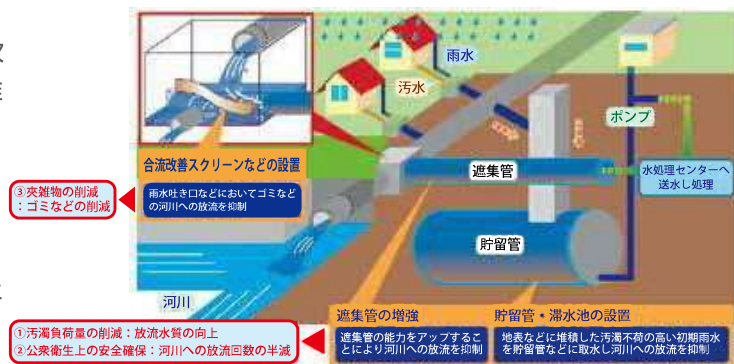 雨水
汚水
ポンプ
合流改善スクリーンなどの設置
雨水吐き口などにおいてゴミなど
の河川への放流を抑制
③夾雑物の削減
：ゴミなどの削減
遮集管
水処理センターへ
送水し処理
貯留管
河川
①汚濁負荷量の削減：放流水質の向上
②公衆衛生上の安全確保：河川への放流回数の半減
遮集管の増強
遮集管の能力をアップするこ
とにより河川への放流を抑制
貯留管・滞水池の設置
地表などに堆積した汚濁不荷の高い初期雨水
を貯留管などに取水し河川への放流を抑制